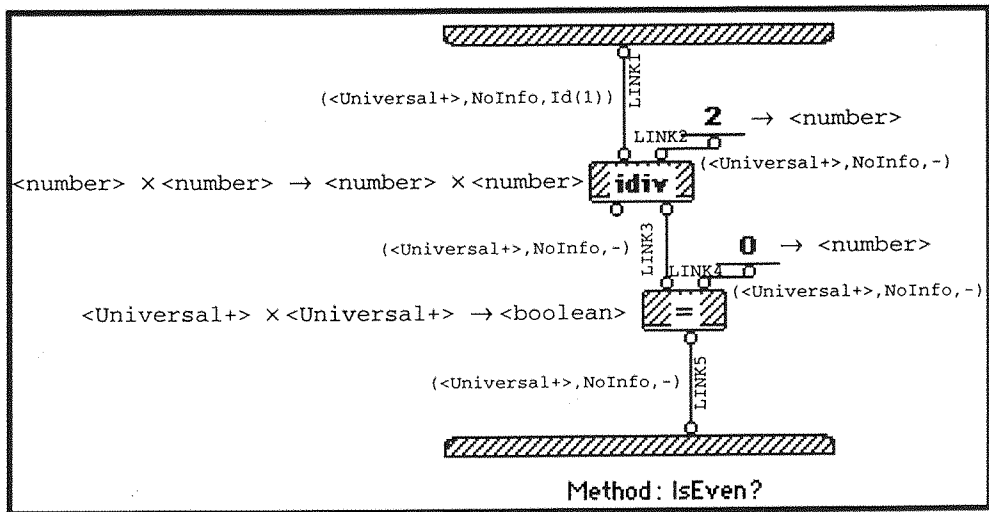 LINK1
(<Universal+>,NoInfo,Id(1))
2 → <number>
LINK2
(<Universal+>,NoInfo,-)
<number> × <number> → <number> × <number>
idiv
(<Universal+>,NoInfo,-)
LINK3
0 → <number>
LINK4
(<Universal+>,NoInfo,-)
<Universal+> × <Universal+> → <boolean>
=
(<Universal+>,NoInfo,-)
LINK5
Method: IsEven?